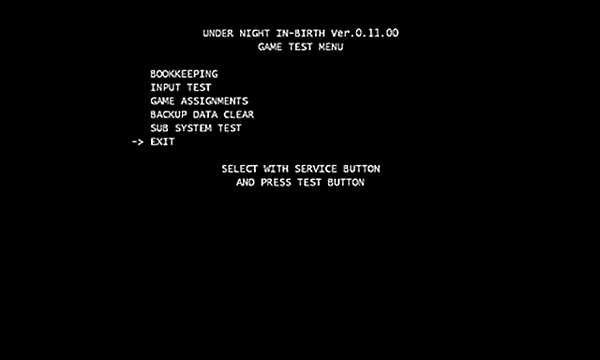 UNDER NIGHT IN-BIRTH Ver.0.11.00
GAME TEST MENU
BOOKKEEPING
INPUT TEST
GAME ASSIGNMENTS
BACKUP DATA CLEAR
SUB SYSTEM TEST
-> EXIT
SELECT WITH SERVICE BUTTON
AND PRESS TEST BUTTON